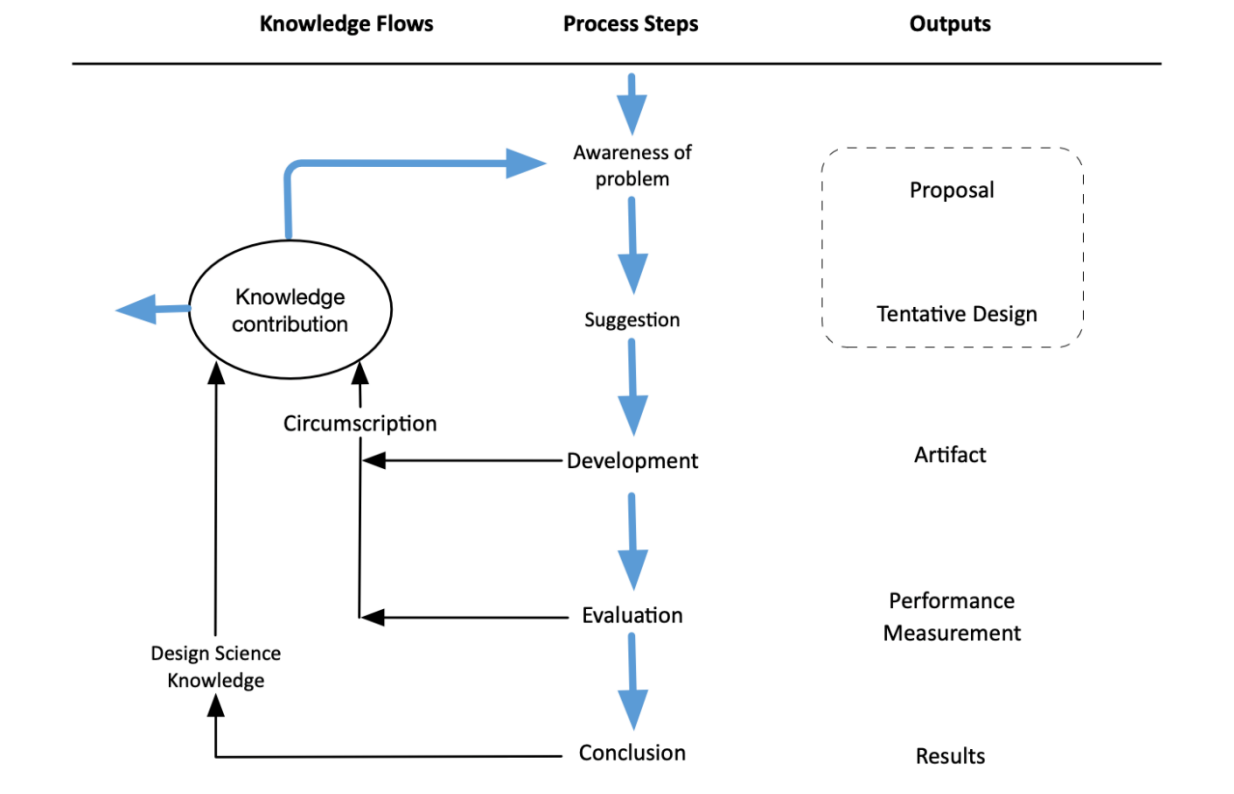 Knowledge Flows
Process Steps
Outputs
Awareness of
problem
Proposal
Knowledge
contribution
Suggestion
Tentative Design
Circumscription
Development
Artifact
Evaluation
Performance
Measurement
Design Science
Knowledge
Conclusion
Results